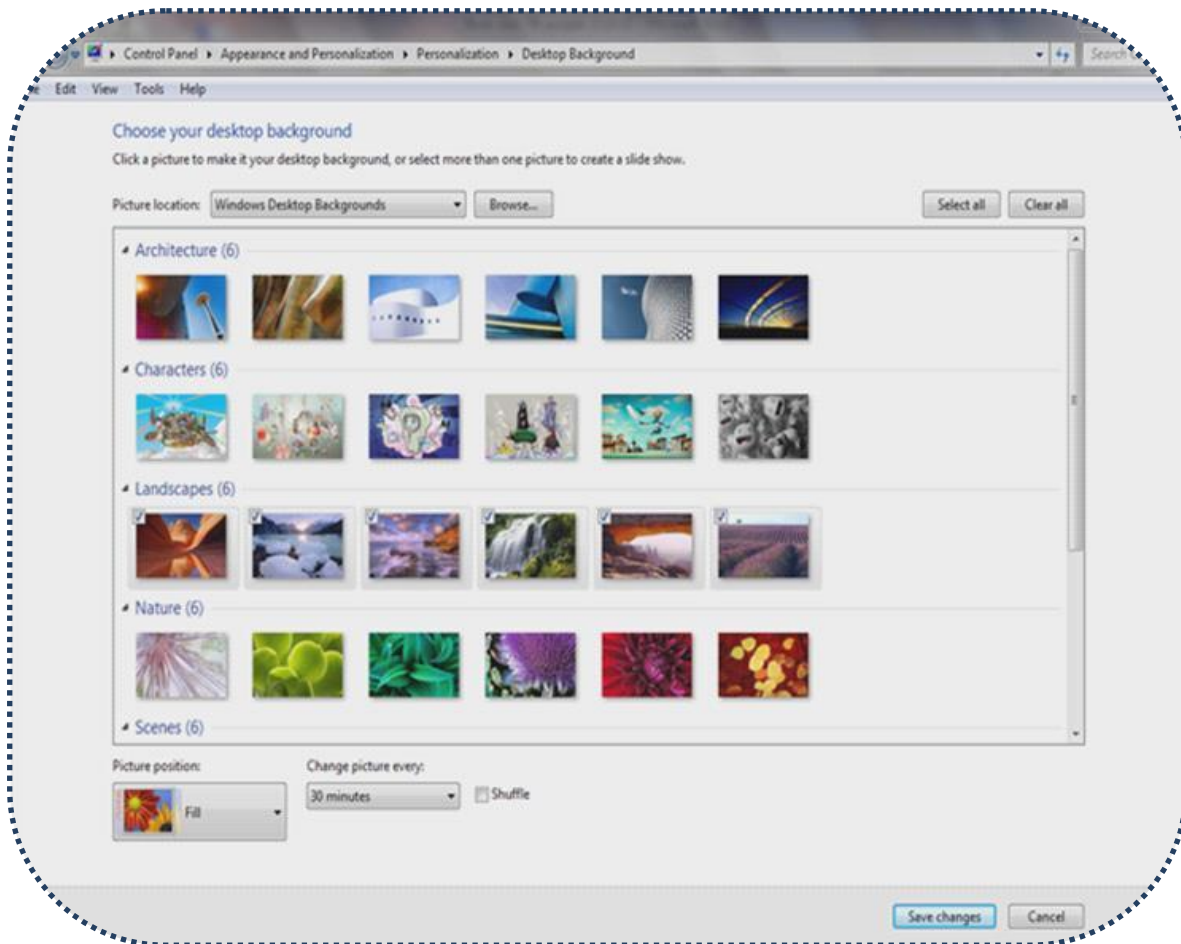 Control Panel Appearance and Personalization Personalization Desktop Background Search
Edit View Tools Help
Choose your desktop background
Click a picture to make it your desktop background, or select more than one picture to create a slide show.
Picture location: Windows Desktop Backgrounds Browse... Select all Clear all
Architecture (6)
Characters (6)
Landscapes (6)
Nature (6)
Scenes (6)
Picture position: Change picture every:
Fill 30 minutes Shuffle
Save changes Cancel